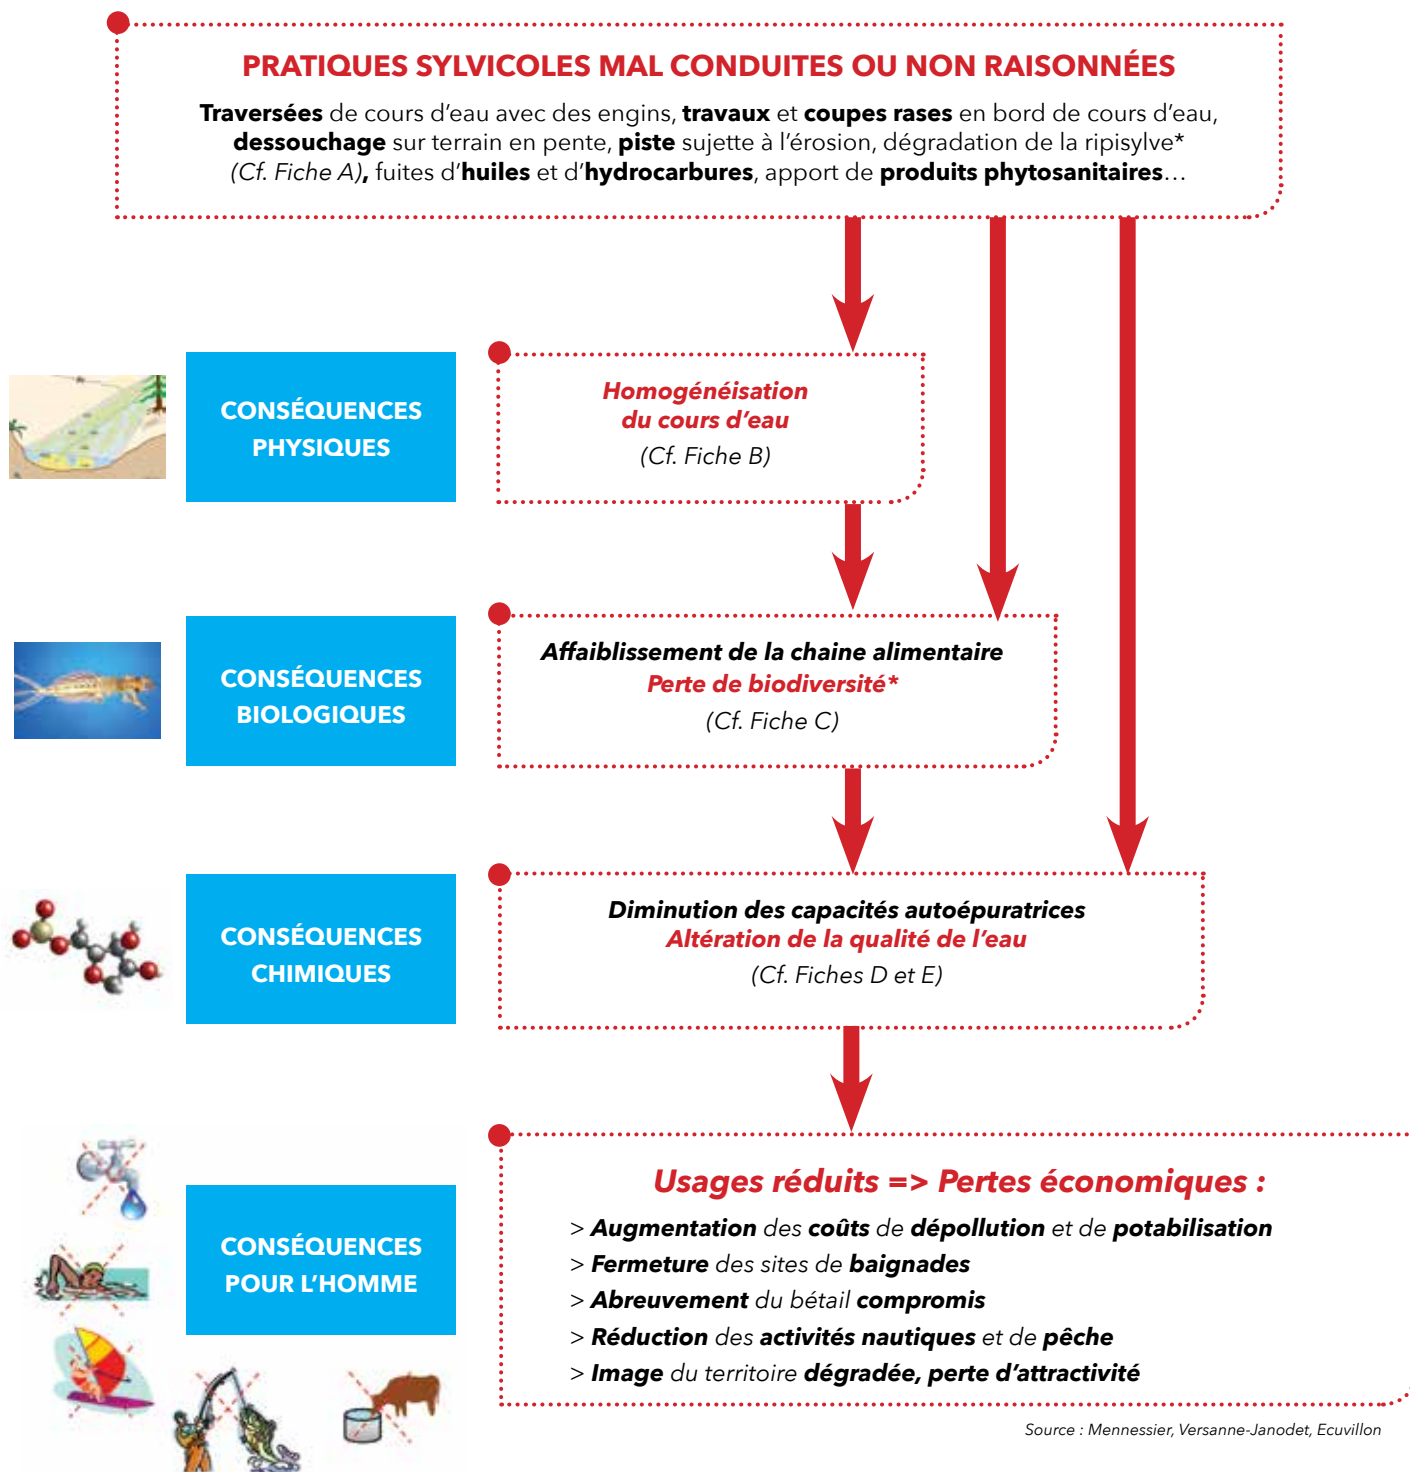 PRATIQUES SYLVICOLES MAL CONDUITES OU NON RAISONNÉES
Traversées de cours d'eau avec des engins, travaux et coupes rases en bord de cours d'eau,
dessouchage sur terrain en pente, piste sujette à l'érosion, dégradation de la ripisylve*
(Cf. Fiche A), fuites d'huiles et d'hydrocarbures, apport de produits phytosanitaires…
CONSÉQUENCES
PHYSIQUES
Homogénéisation
du cours d'eau
(Cf. Fiche B)
CONSÉQUENCES
BIOLOGIQUES
Affaiblissement de la chaine alimentaire
Perte de biodiversité*
(Cf. Fiche C)
CONSÉQUENCES
CHIMIQUES
Diminution des capacités autoépuratrices
Altération de la qualité de l'eau
(Cf. Fiches D et E)
CONSÉQUENCES
POUR L'HOMME
Usages réduits => Pertes économiques :
> Augmentation des coûts de dépollution et de potabilisation
> Fermeture des sites de baignades
> Abreuvement du bétail compromis
> Réduction des activités nautiques et de pêche
> Image du territoire dégradée, perte d'attractivité
Source : Mennessier, Versanne-Janodet, Ecuvillon